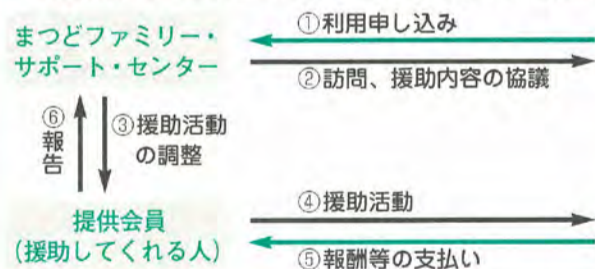 まつどファミリー・
サポート・センター
①利用申し込み
②訪問、援助内容の協議
⑥報告
③援助活動
の調整
提供会員
(援助してくれる人)
④援助活動
⑤報酬等の支払い